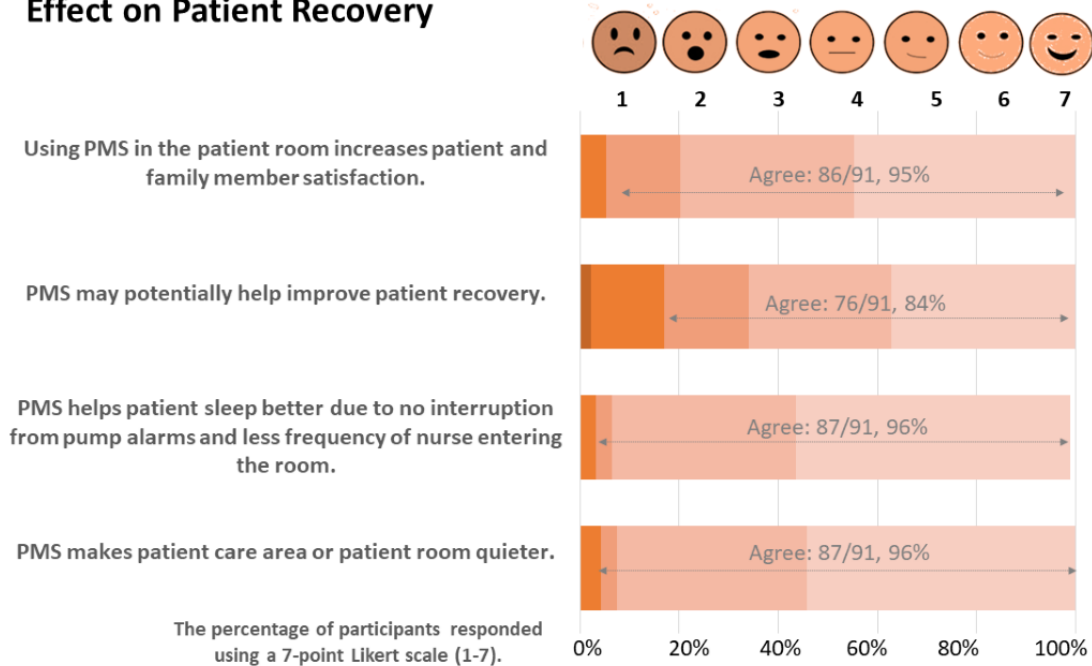 Effect on Patient Recovery
1 2 3 4 5 6 7
Using PMS in the patient room increases patient and
family member satisfaction.
Agree: 86/91, 95%
PMS may potentially help improve patient recovery.
Agree: 76/91, 84%
PMS helps patient sleep better due to no interruption
from pump alarms and less frequency of nurse entering
the room.
Agree: 87/91, 96%
PMS makes patient care area or patient room quieter.
Agree: 87/91, 96%
The percentage of participants responded
using a 7-point Likert scale (1-7).
0% 20% 40% 60% 80% 100%